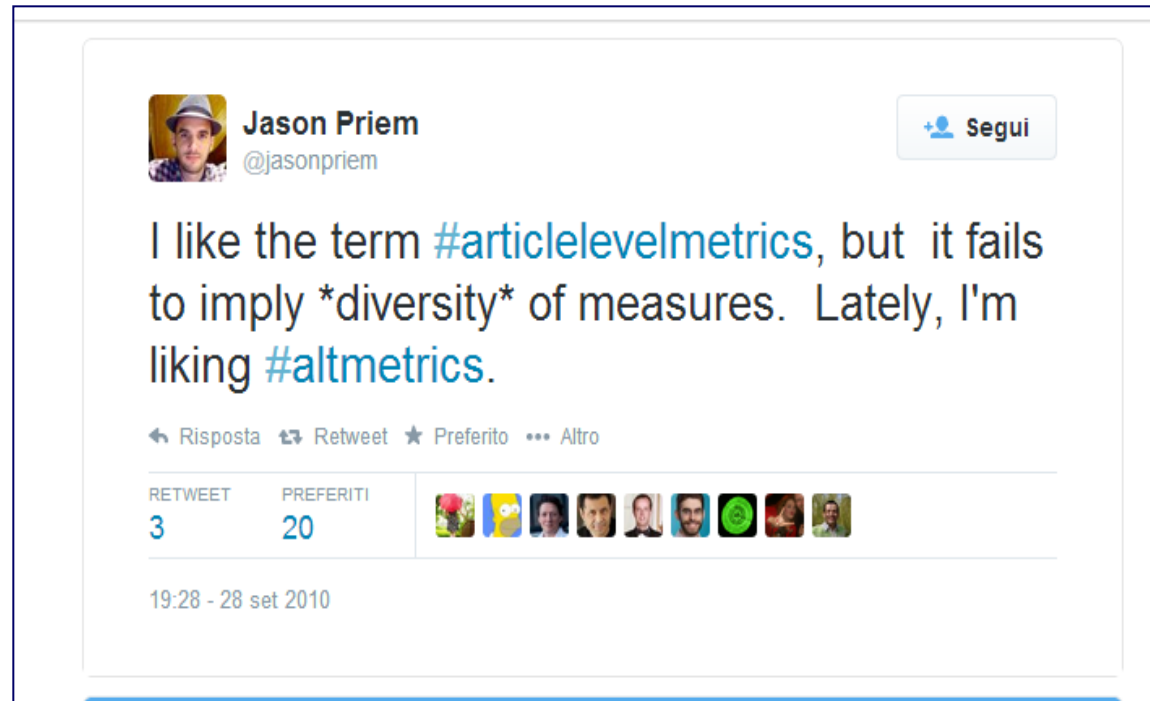 Jason Priem
@jasonpriem
Segui
I like the term #articlelevelmetrics, but  it fails
to imply *diversity* of measures.  Lately, I'm
liking #altmetrics.
Risposta Retweet Preferito Altro
RETWEET PREFERITI
3 20
19:28 - 28 set 2010